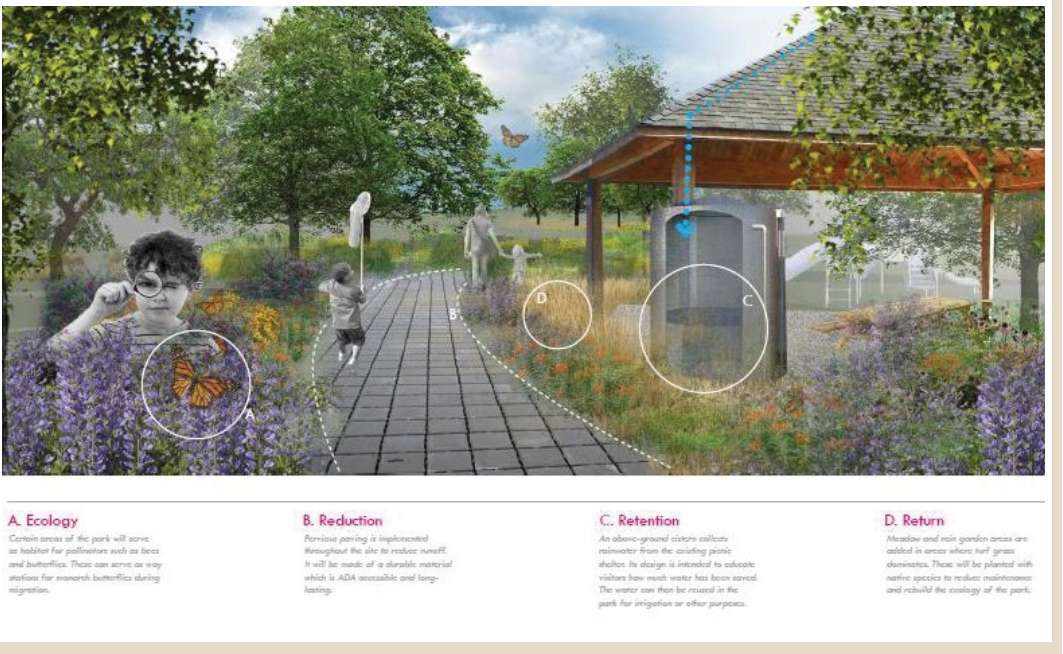 D
B
C
A
A. Ecology
Certain areas of the park will serve
as habitat for pollinators such as bees
and butterflies. These can serve as way
stations for monarch butterflies during
migration.
B. Reduction
Pervious paving is implemented
throughout the site to reduce runoff.
It will be made of a durable material
which is ADA accessible and long-
lasting.
C. Retention
An above-ground cistern collects
rainwater from the existing picnic
shelter. Its design is intended to educate
visitors how much water has been saved.
The water can then be reused in the
park for irrigation or other purposes.
D. Return
Meadow and rain garden areas are
added in areas where turf grass
dominates. These will be planted with
native species to reduce maintenance
and rebuild the ecology of the park.